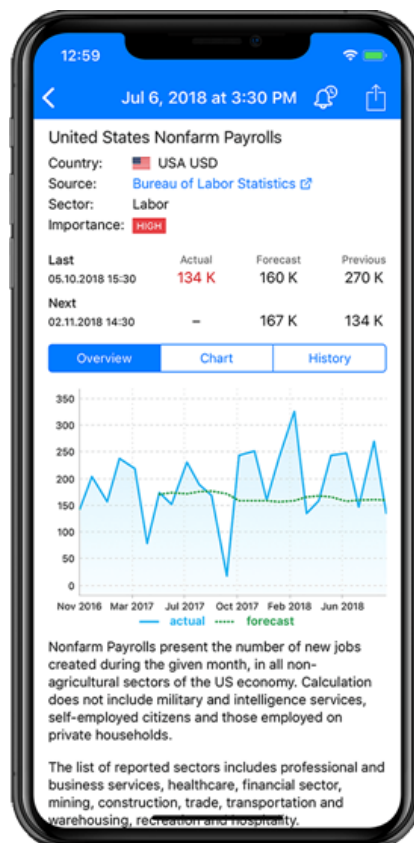 12:59
Jul 6, 2018 at 3:30 PM
United States Nonfarm Payrolls
Country: USA USD
Source: Bureau of Labor Statistics
Sector: Labor
Importance: HIGH
Last Actual Forecast Previous
05.10.2018 15:30 134 K 160 K 270 K
Next
02.11.2018 14:30 – 167 K 134 K
Overview Chart History
350
300
250
200
150
100
50
0
Nov 2016 Mar 2017 Jul 2017 Oct 2017 Feb 2018 Jun 2018
actual forecast
Nonfarm Payrolls present the number of new jobs
created during the given month, in all non-
agricultural sectors of the US economy. Calculation
does not include military and intelligence services,
self-employed citizens and those employed on
private households.
The list of reported sectors includes professional and
business services, healthcare, financial sector,
mining, construction, trade, transportation and
warehousing, recreation and hospitality.